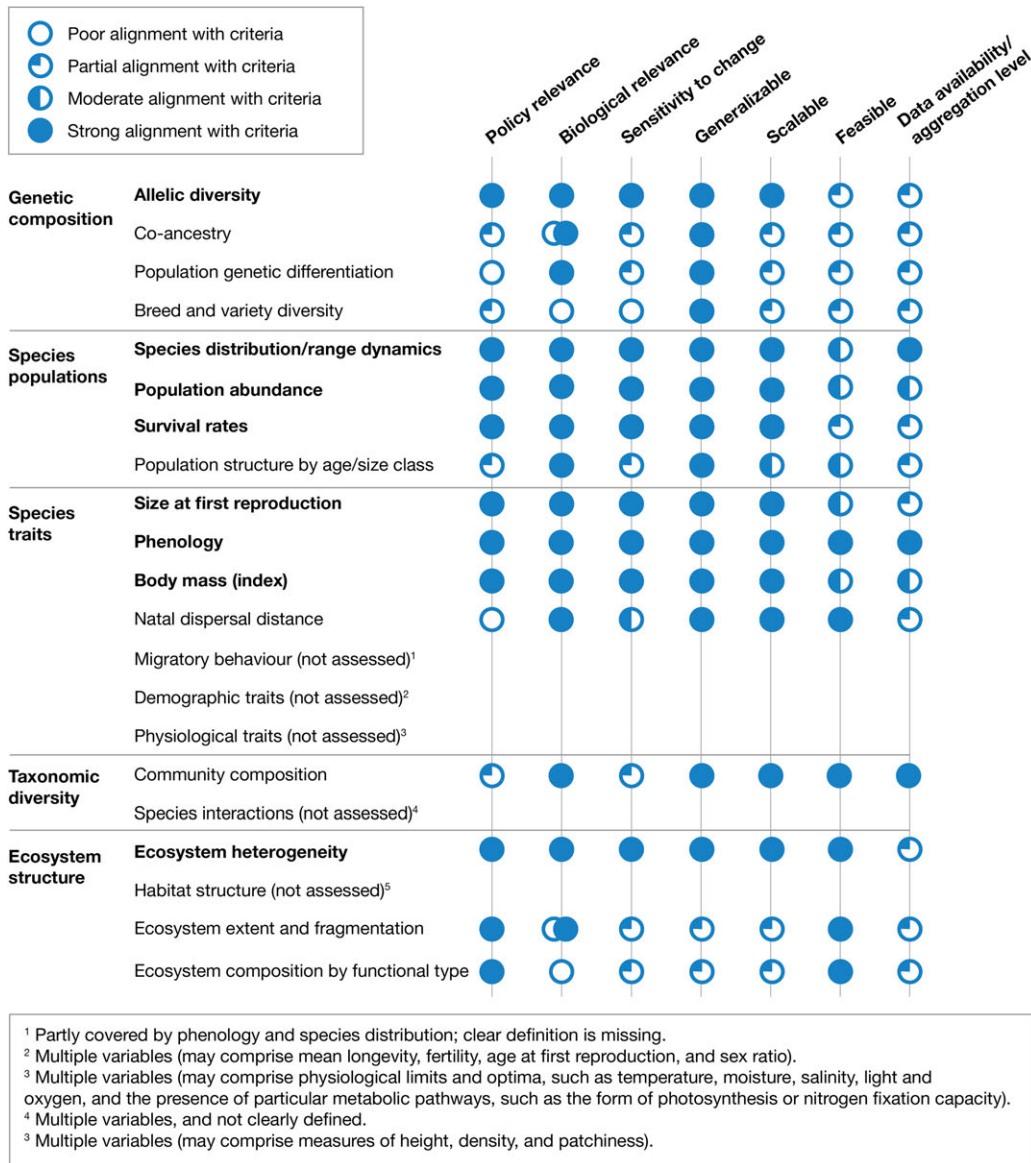 Poor alignment with criteria
Partial alignment with criteria
Moderate alignment with criteria
Strong alignment with criteria
Policy relevance
Biological relevance
Sensitivity to change
Generalizable
Scalable
Feasible
Data availability/
aggregation level
Genetic
composition
Allelic diversity
Co-ancestry
Population genetic differentiation
Breed and variety diversity
Species
populations
Species distribution/range dynamics
Population abundance
Survival rates
Population structure by age/size class
Species
traits
Size at first reproduction
Phenology
Body mass (index)
Natal dispersal distance
Migratory behaviour (not assessed)¹
Demographic traits (not assessed)²
Physiological traits (not assessed)³
Taxonomic
diversity
Community composition
Species interactions (not assessed)⁴
Ecosystem
structure
Ecosystem heterogeneity
Habitat structure (not assessed)⁵
Ecosystem extent and fragmentation
Ecosystem composition by functional type
¹ Partly covered by phenology and species distribution; clear definition is missing.
² Multiple variables (may comprise mean longevity, fertility, age at first reproduction, and sex ratio).
³ Multiple variables (may comprise physiological limits and optima, such as temperature, moisture, salinity, light and
oxygen, and the presence of particular metabolic pathways, such as the form of photosynthesis or nitrogen fixation capacity).
⁴ Multiple variables, and not clearly defined.
³ Multiple variables (may comprise measures of height, density, and patchiness).